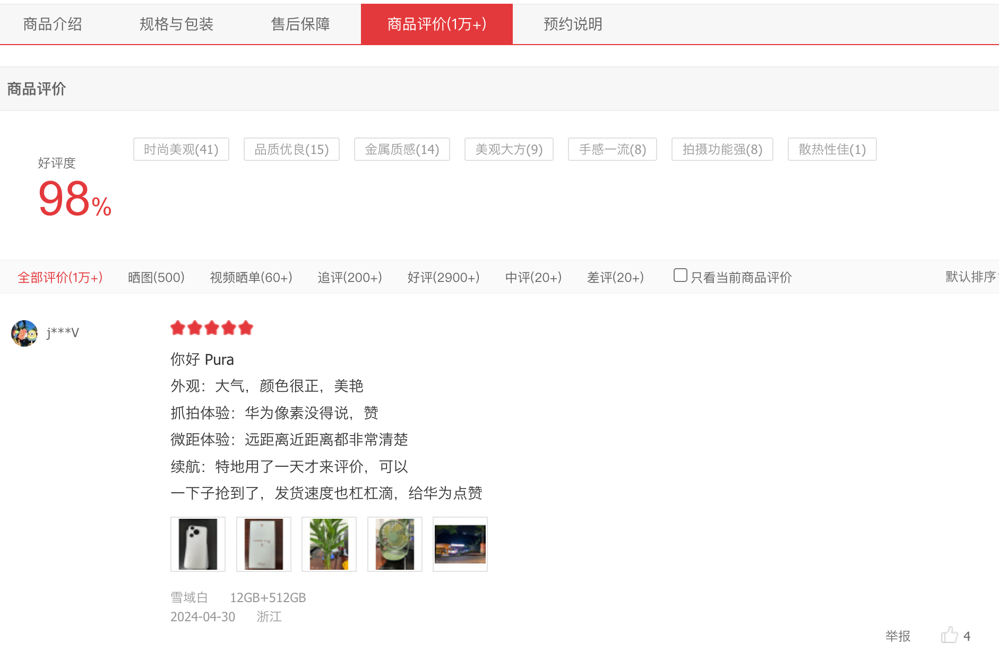 商品介绍 规格与包装 售后保障 商品评价(1万+) 预约说明
商品评价
时尚美观(41) 品质优良(15) 金属质感(14) 美观大方(9) 手感一流(8) 拍摄功能强(8) 散热性佳(1)
好评度
98%
全部评价(1万+) 晒图(500) 视频晒单(60+) 追评(200+) 好评(2900+) 中评(20+) 差评(20+) 只看当前商品评价 默认排序
j***V
你好 Pura
外观：大气，颜色很正，美艳
抓拍体验：华为像素没得说，赞
微距体验：远距离近距离都非常清楚
续航：特地用了一天才来评价，可以
一下子抢到了，发货速度也杠杠滴，给华为点赞
雪域白 12GB+512GB
2024-04-30 浙江
举报 4